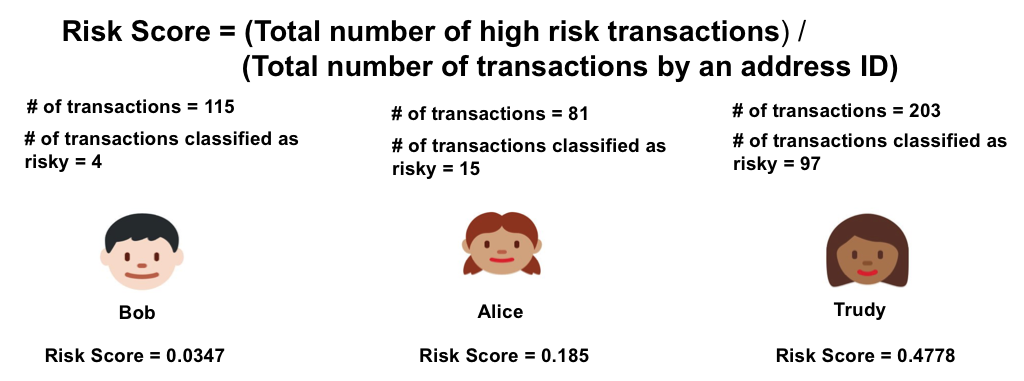 Risk Score = (Total number of high risk transactions) /
(Total number of transactions by an address ID)
# of transactions = 115
# of transactions classified as
risky = 4
# of transactions = 81
# of transactions classified as
risky = 15
# of transactions = 203
# of transactions classified as
risky = 97
Bob
Alice
Trudy
Risk Score = 0.0347
Risk Score = 0.185
Risk Score = 0.4778